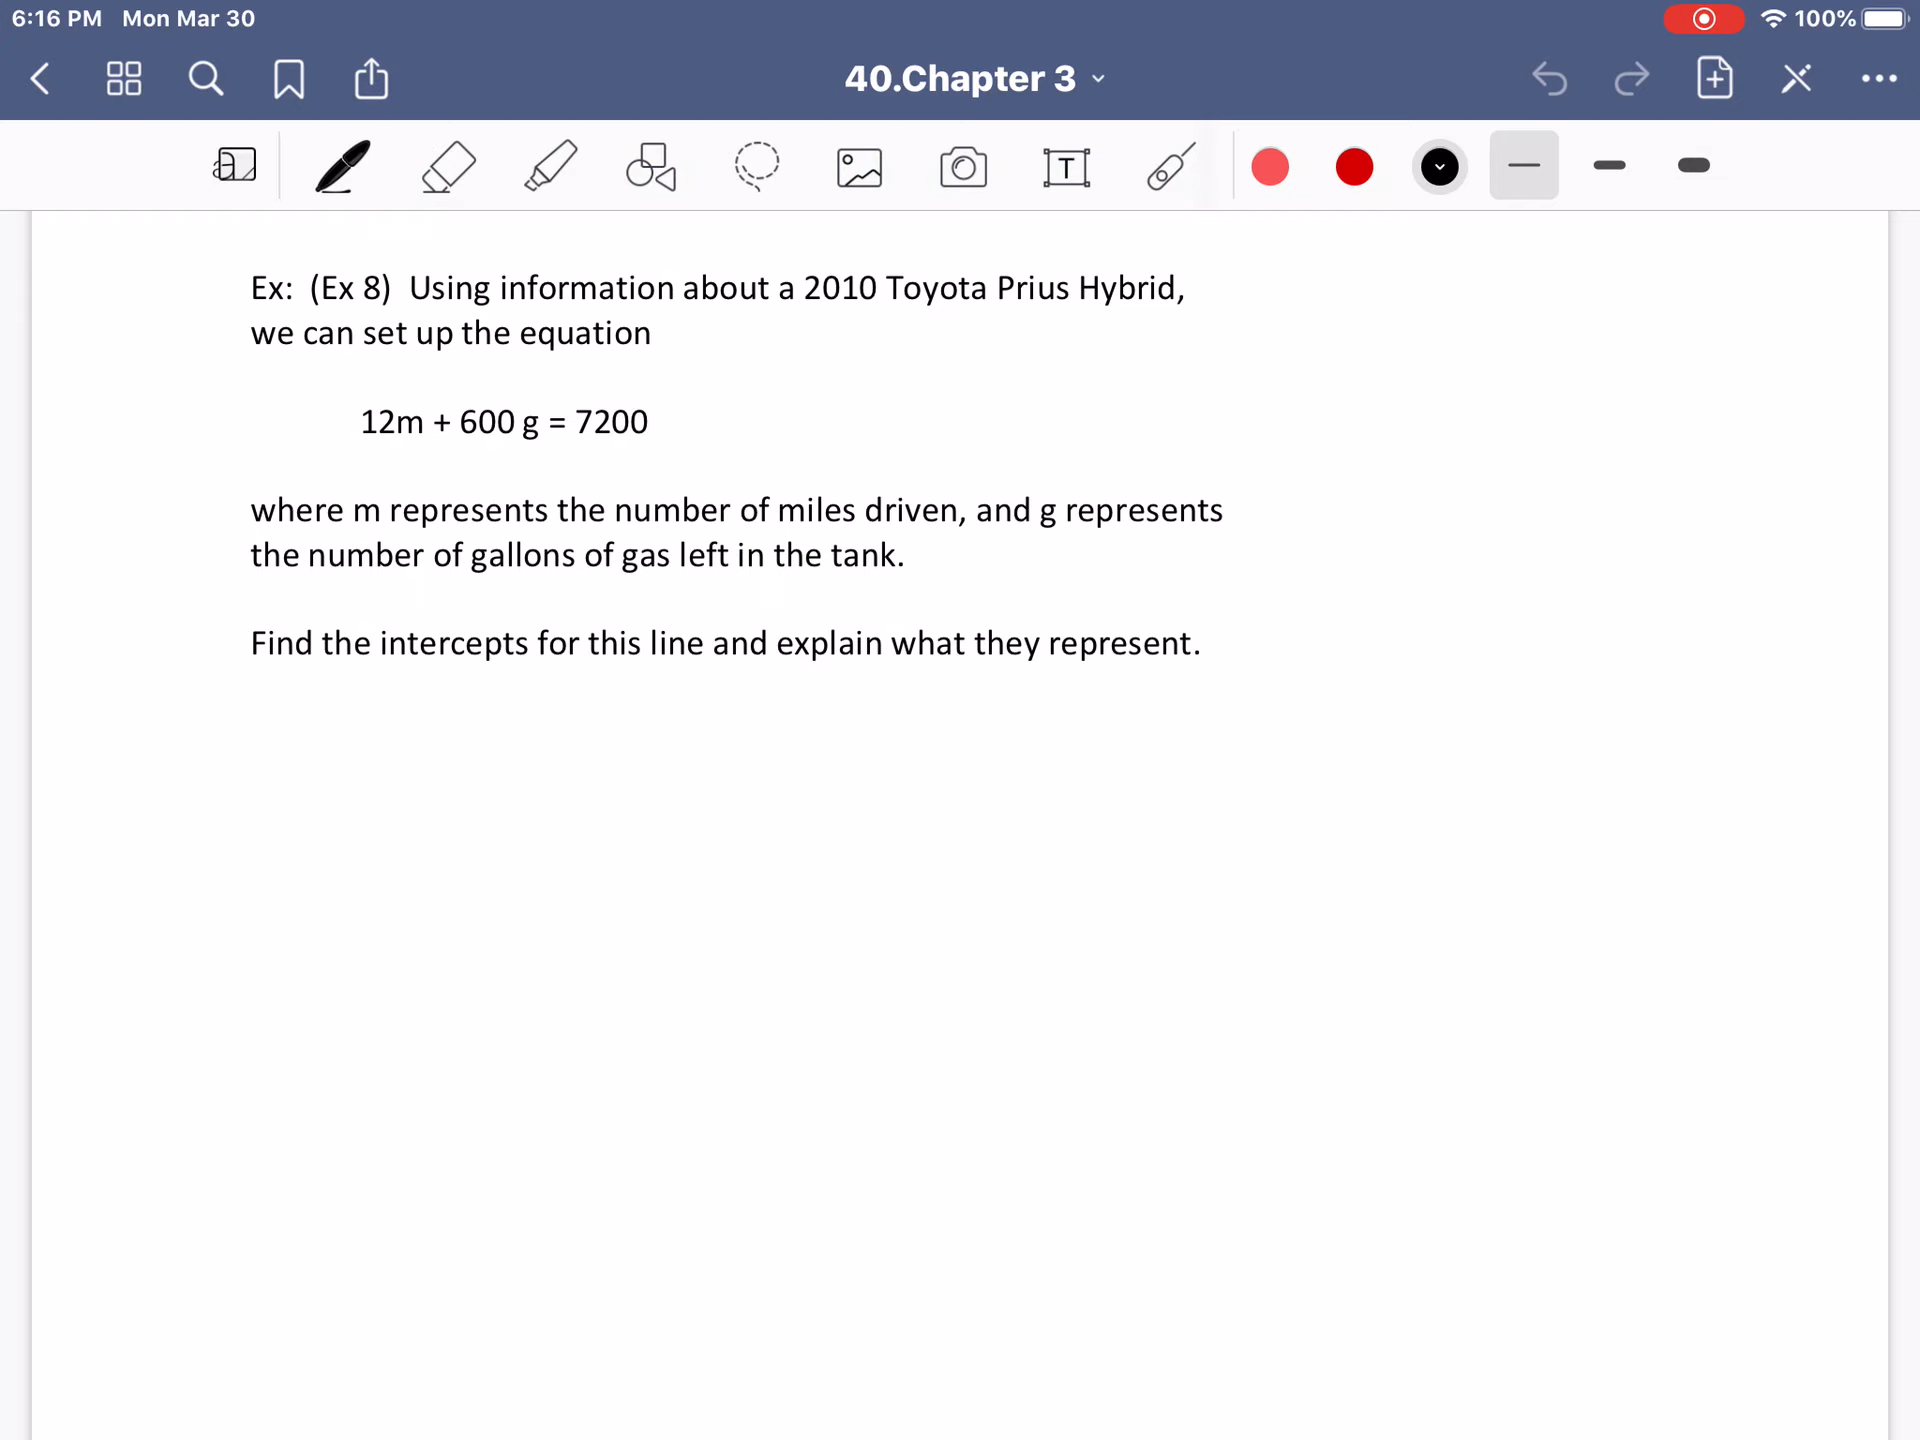 6:16 PM Mon Mar 30
100%
40.Chapter 3
T
Ex: (Ex 8) Using information about a 2010 Toyota Prius Hybrid,
we can set up the equation
12m + 600 g = 7200
where m represents the number of miles driven, and g represents
the number of gallons of gas left in the tank.
Find the intercepts for this line and explain what they represent.